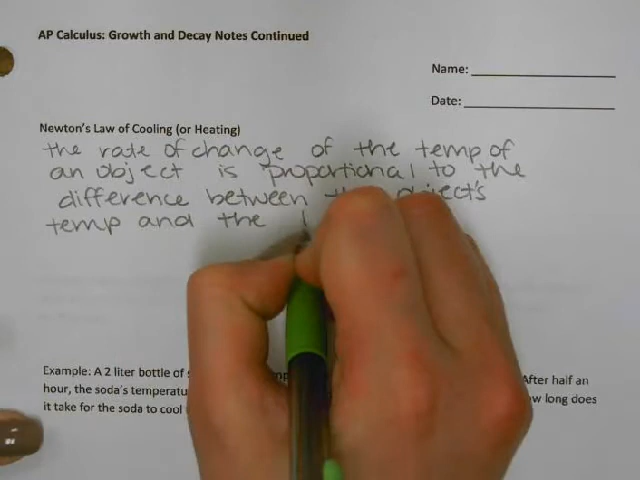 AP Calculus: Growth and Decay Notes Continued
Name:
Date:
Newton's Law of Cooling (or Heating)
the rate of change of the temp of
an object is proportional to the
difference between the object's
temp and the
Example: A 2 liter bottle of After half an
hour, the soda's w long does
it take for the soda to cool